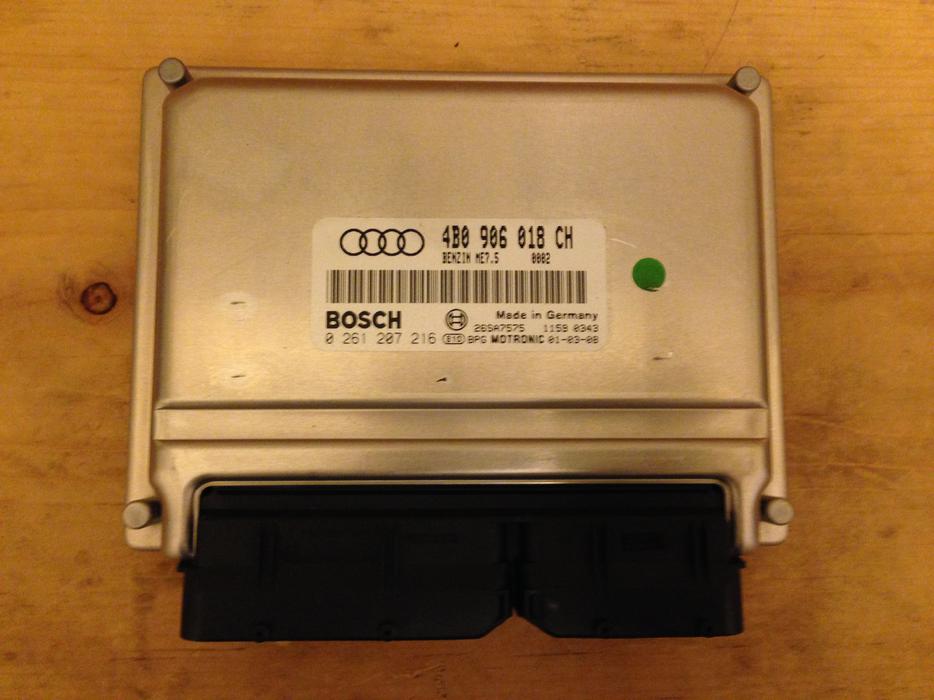 4B0 906 018 CH
BENZIN ME7.5 0002
BOSCH
Made in Germany
26SA7575 1159 0343
0 261 207 216 E10 BPG MOTRONIC 01-03-08